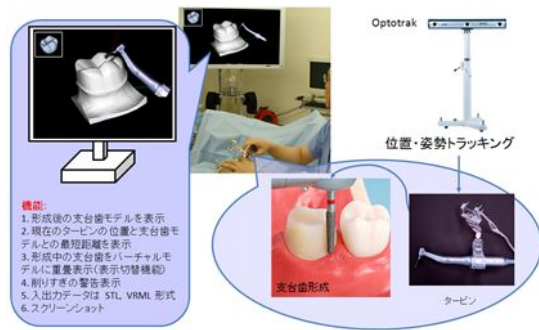 Optotrak
位置・姿勢トラッキング
機能:
1. 形成後の支台歯モデルを表示
2. 現在のタービンの位置と支台歯モ
デルとの最短距離を表示
3. 形成中の支台歯をバーチャルモ
デルに重畳表示(表示切替機能)
4. 削りすぎの警告表示
5. 入出力データは STL, VRML 形式
6. スクリーンショット
支台歯形成
タービン